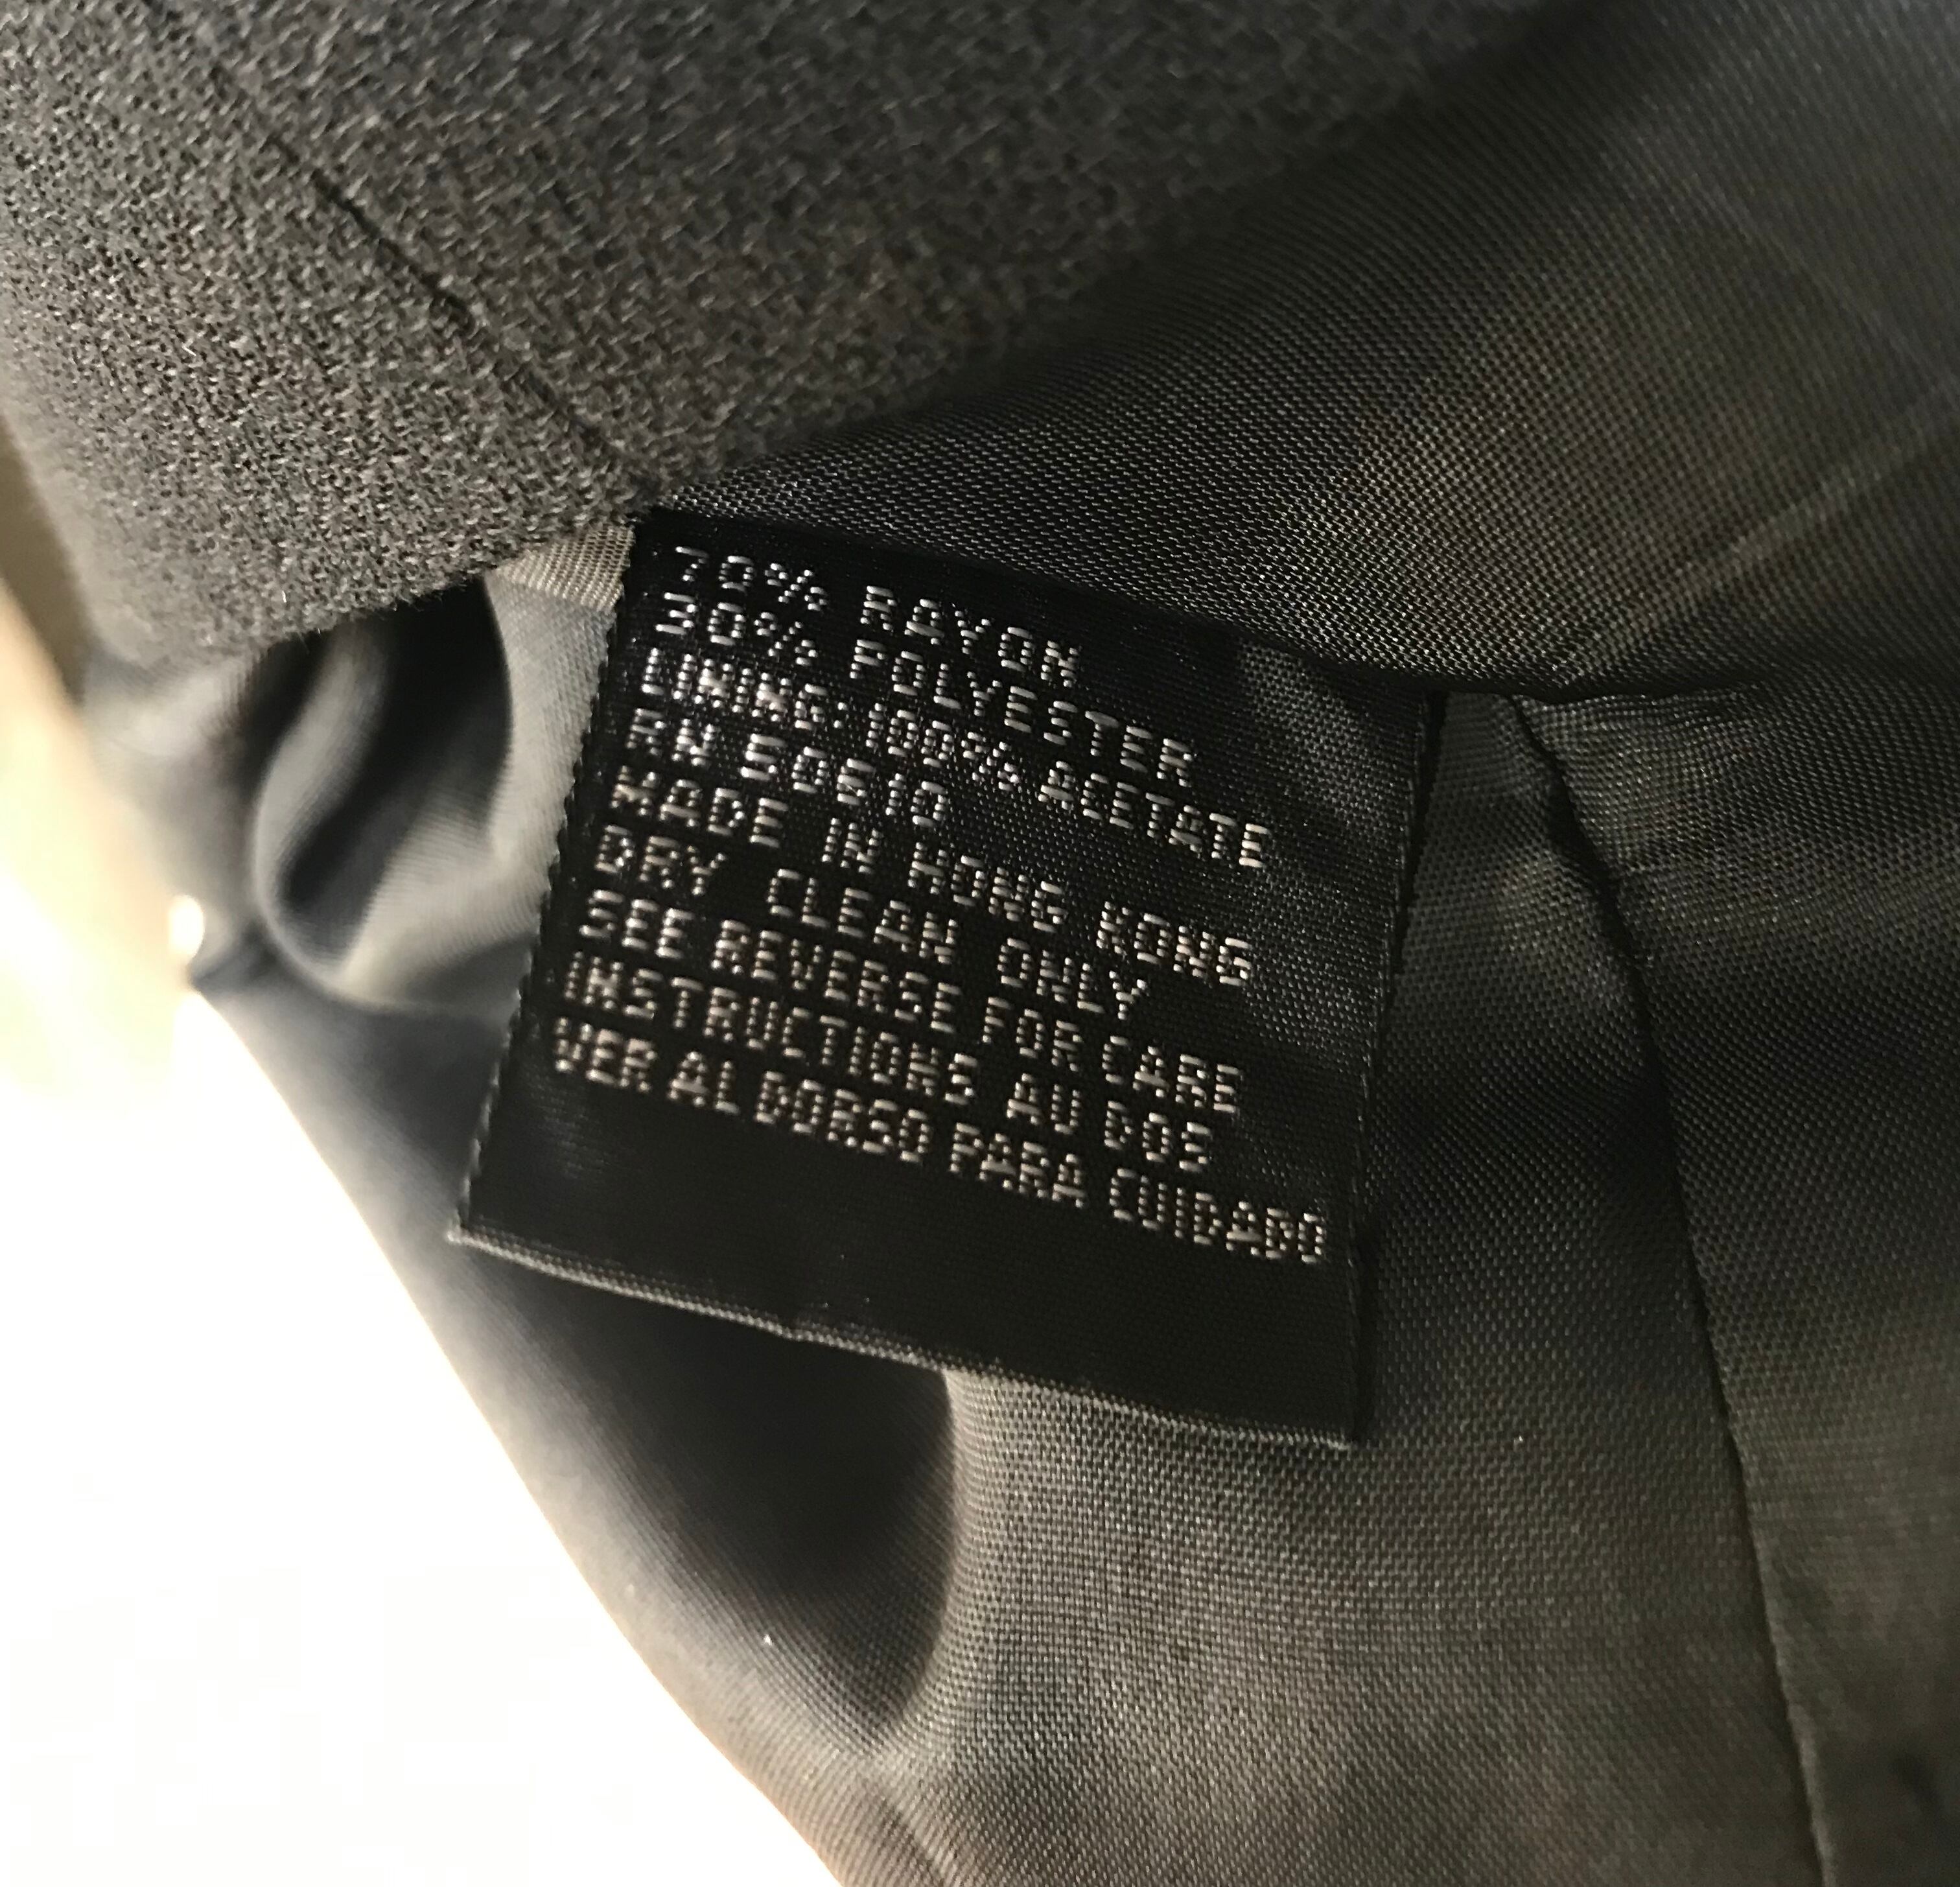 70% RAYON
30% POLYESTER
LINING: 100% ACETATE
RN 50610
MADE IN HONG KONG
DRY CLEAN ONLY
SEE REVERSE FOR CARE
INSTRUCTIONS AU DOS
VER AL DORSO PARA CUIDADO